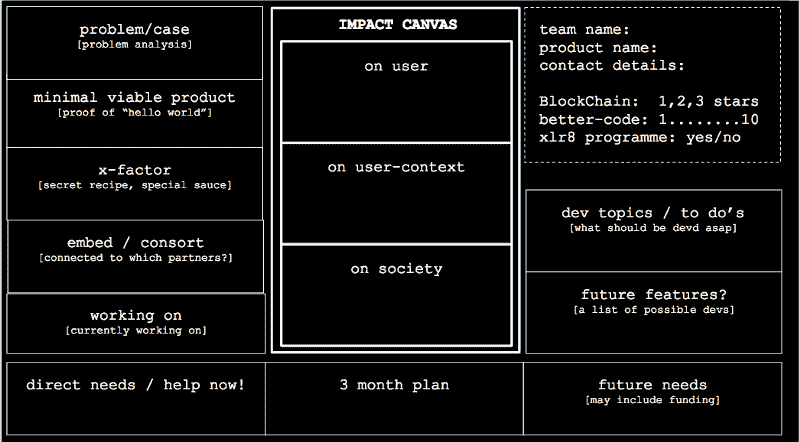 problem/case
[problem analysis]
minimal viable product
[proof of “hello world”]
x-factor
[secret recipe, special sauce]
embed / consort
[connected to which partners?]
working on
[currently working on]
IMPACT CANVAS
on user
on user-context
on society
team name:
product name:
contact details:
BlockChain: 1,2,3 stars
better-code: 1........10
xlr8 programme: yes/no
dev topics / to do’s
[what should be devd asap]
future features?
[a list of possible devs]
direct needs / help now!
3 month plan
future needs
[may include funding]